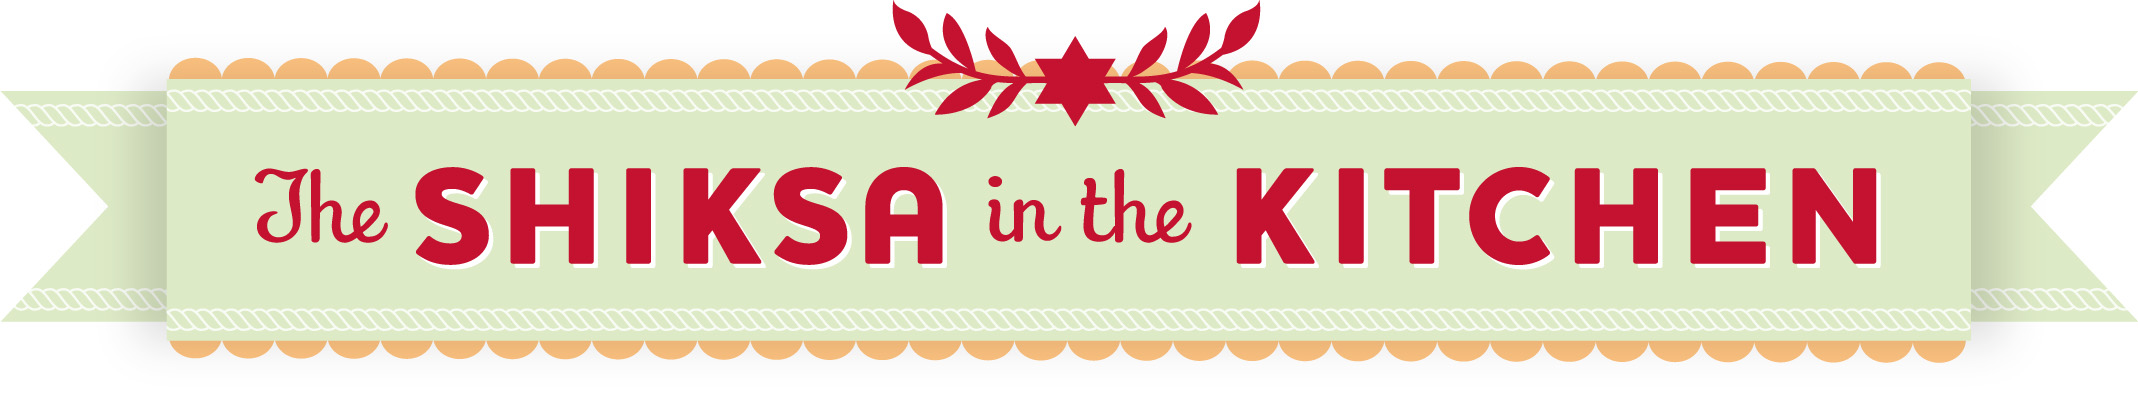 The SHIKSA in the KITCHEN